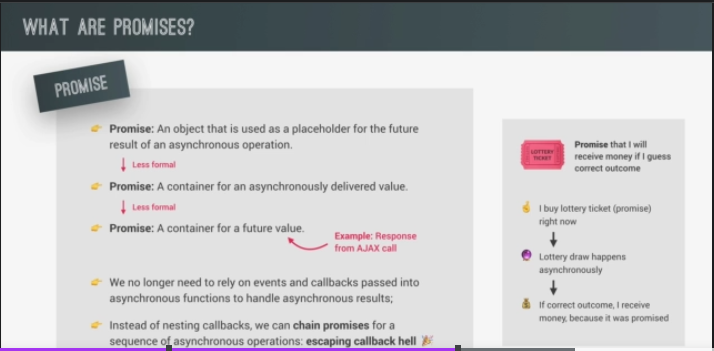 WHAT ARE PROMISES?
PROMISE
Promise: An object that is used as a placeholder for the future
result of an asynchronous operation.
Less formal
Promise: A container for an asynchronously delivered value.
Less formal
Promise: A container for a future value.
Example: Response
from AJAX call
We no longer need to rely on events and callbacks passed into
asynchronous functions to handle asynchronous results;
Instead of nesting callbacks, we can chain promises for a
sequence of asynchronous operations: escaping callback hell
LOTTERY
TICKET
Promise that I will
receive money if I guess
correct outcome
I buy lottery ticket (promise)
right now
Lottery draw happens
asynchronously
If correct outcome, I receive
money, because it was promised